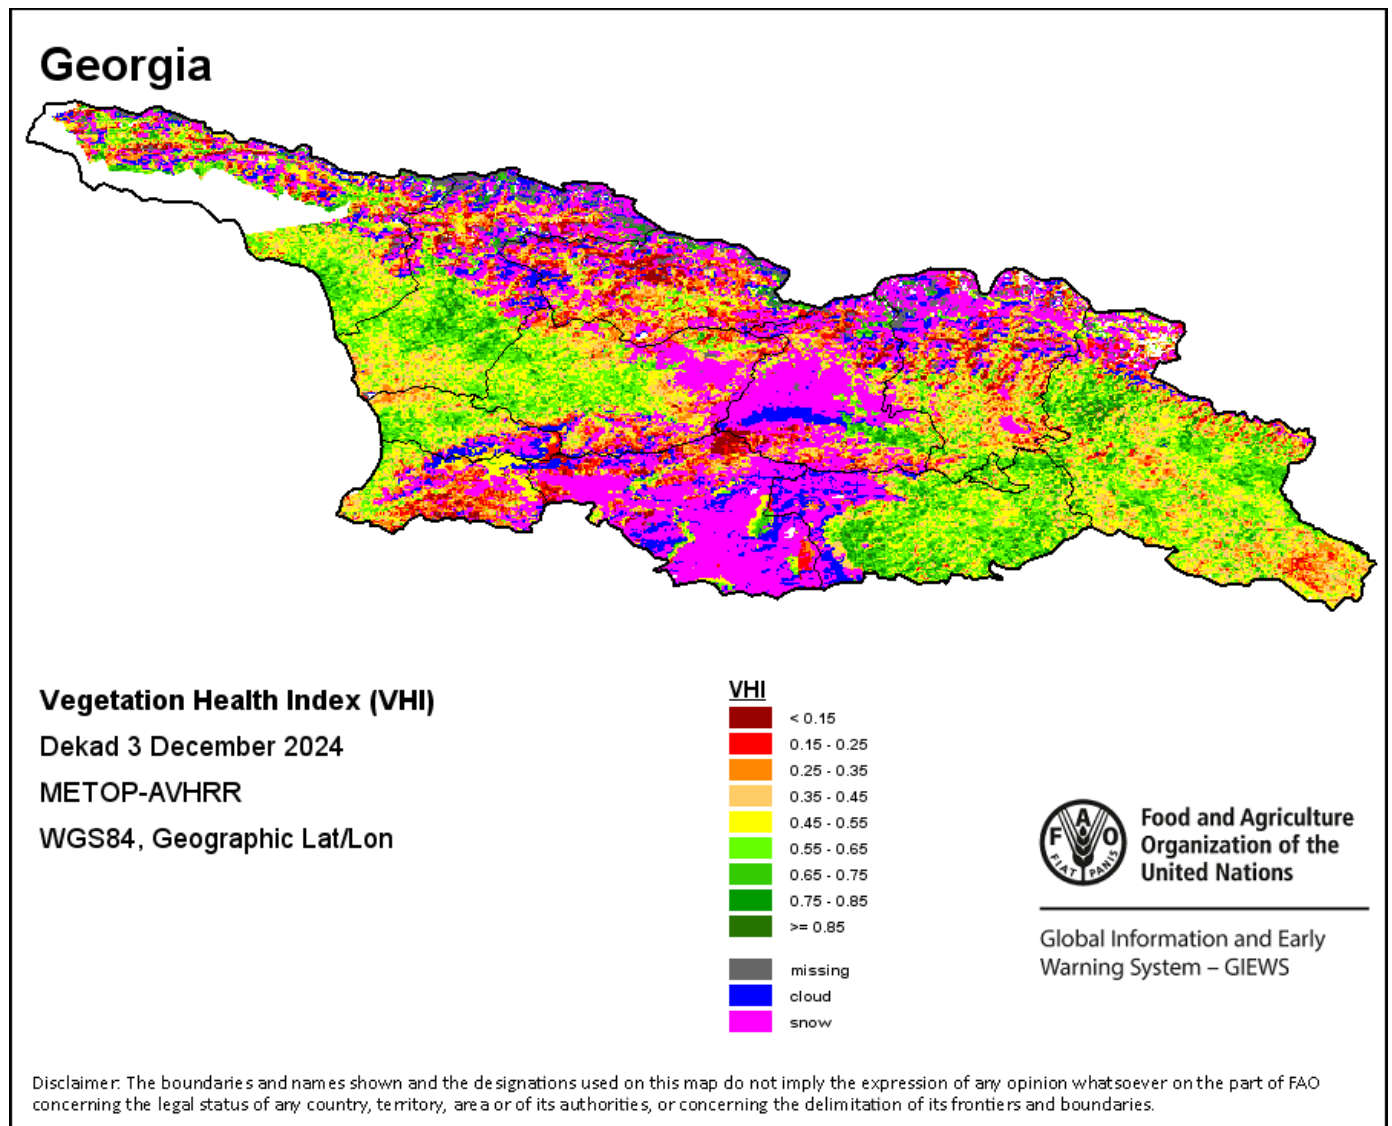 Georgia
Vegetation Health Index (VHI)
Dekad 3 December 2024
METOP-AVHRR
WGS84, Geographic Lat/Lon
VHI
< 0.15
0.15 - 0.25
0.25 - 0.35
0.35 - 0.45
0.45 - 0.55
0.55 - 0.65
0.65 - 0.75
0.75 - 0.85
>= 0.85
missing
cloud
snow
F A O
FIAT PANIS
Food and Agriculture
Organization of the
United Nations
Global Information and Early
Warning System – GIEWS
Disclaimer: The boundaries and names shown and the designations used on this map do not imply the expression of any opinion whatsoever on the part of FAO
concerning the legal status of any country, territory, area or of its authorities, or concerning the delimitation of its frontiers and boundaries.